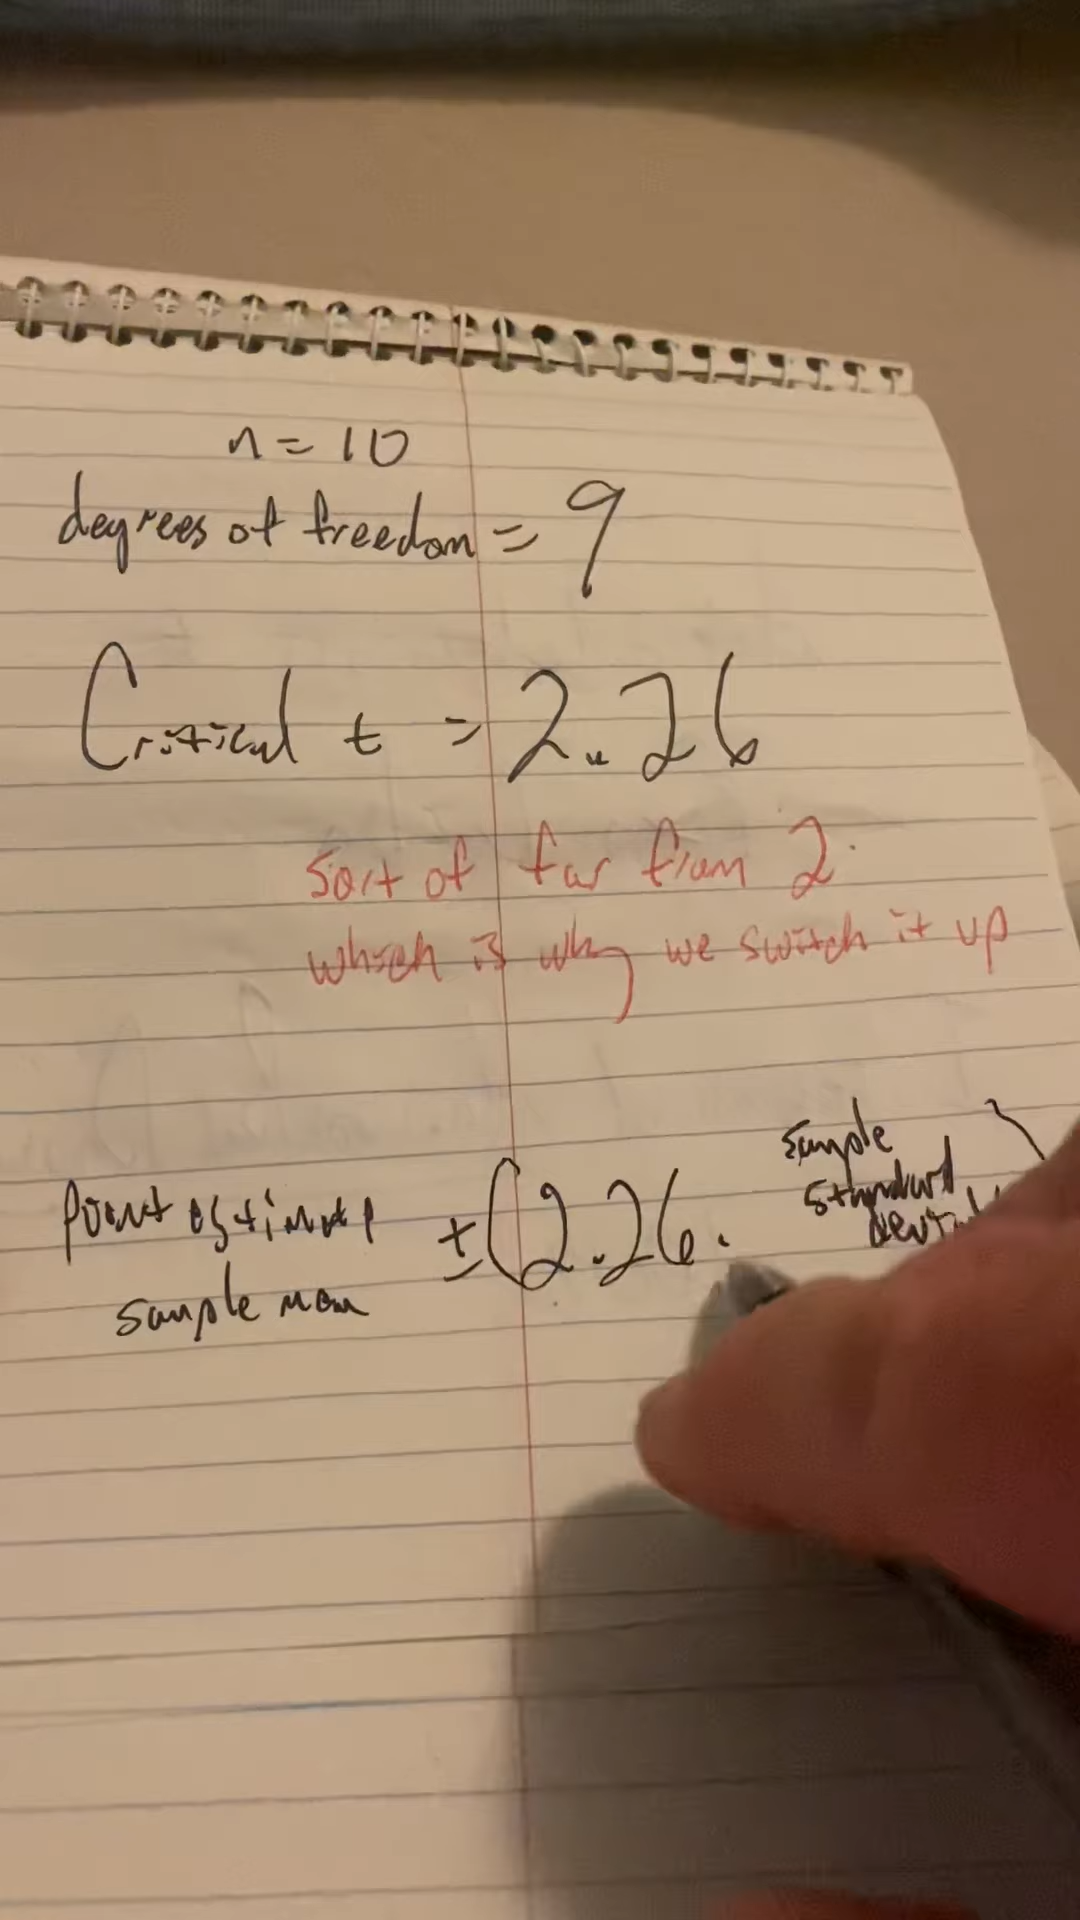 n = 10
degrees of freedom = 9
Critical t = 2.26
sort of far from 2.
which is why we switch it up
point estimate ± (2.26 · sample standard
sample mean